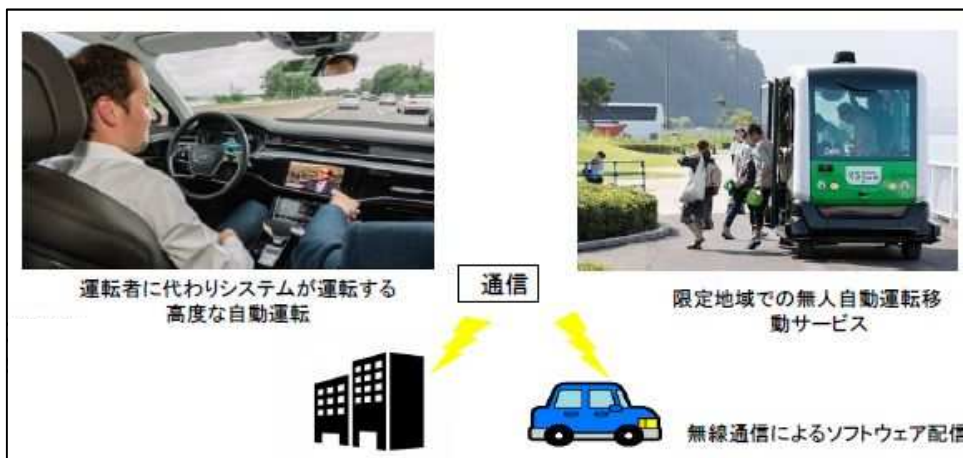 運転者に代わりシステムが運転する
高度な自動運転
通信
限定地域での無人自動運転移
動サービス
無線通信によるソフトウェア配信